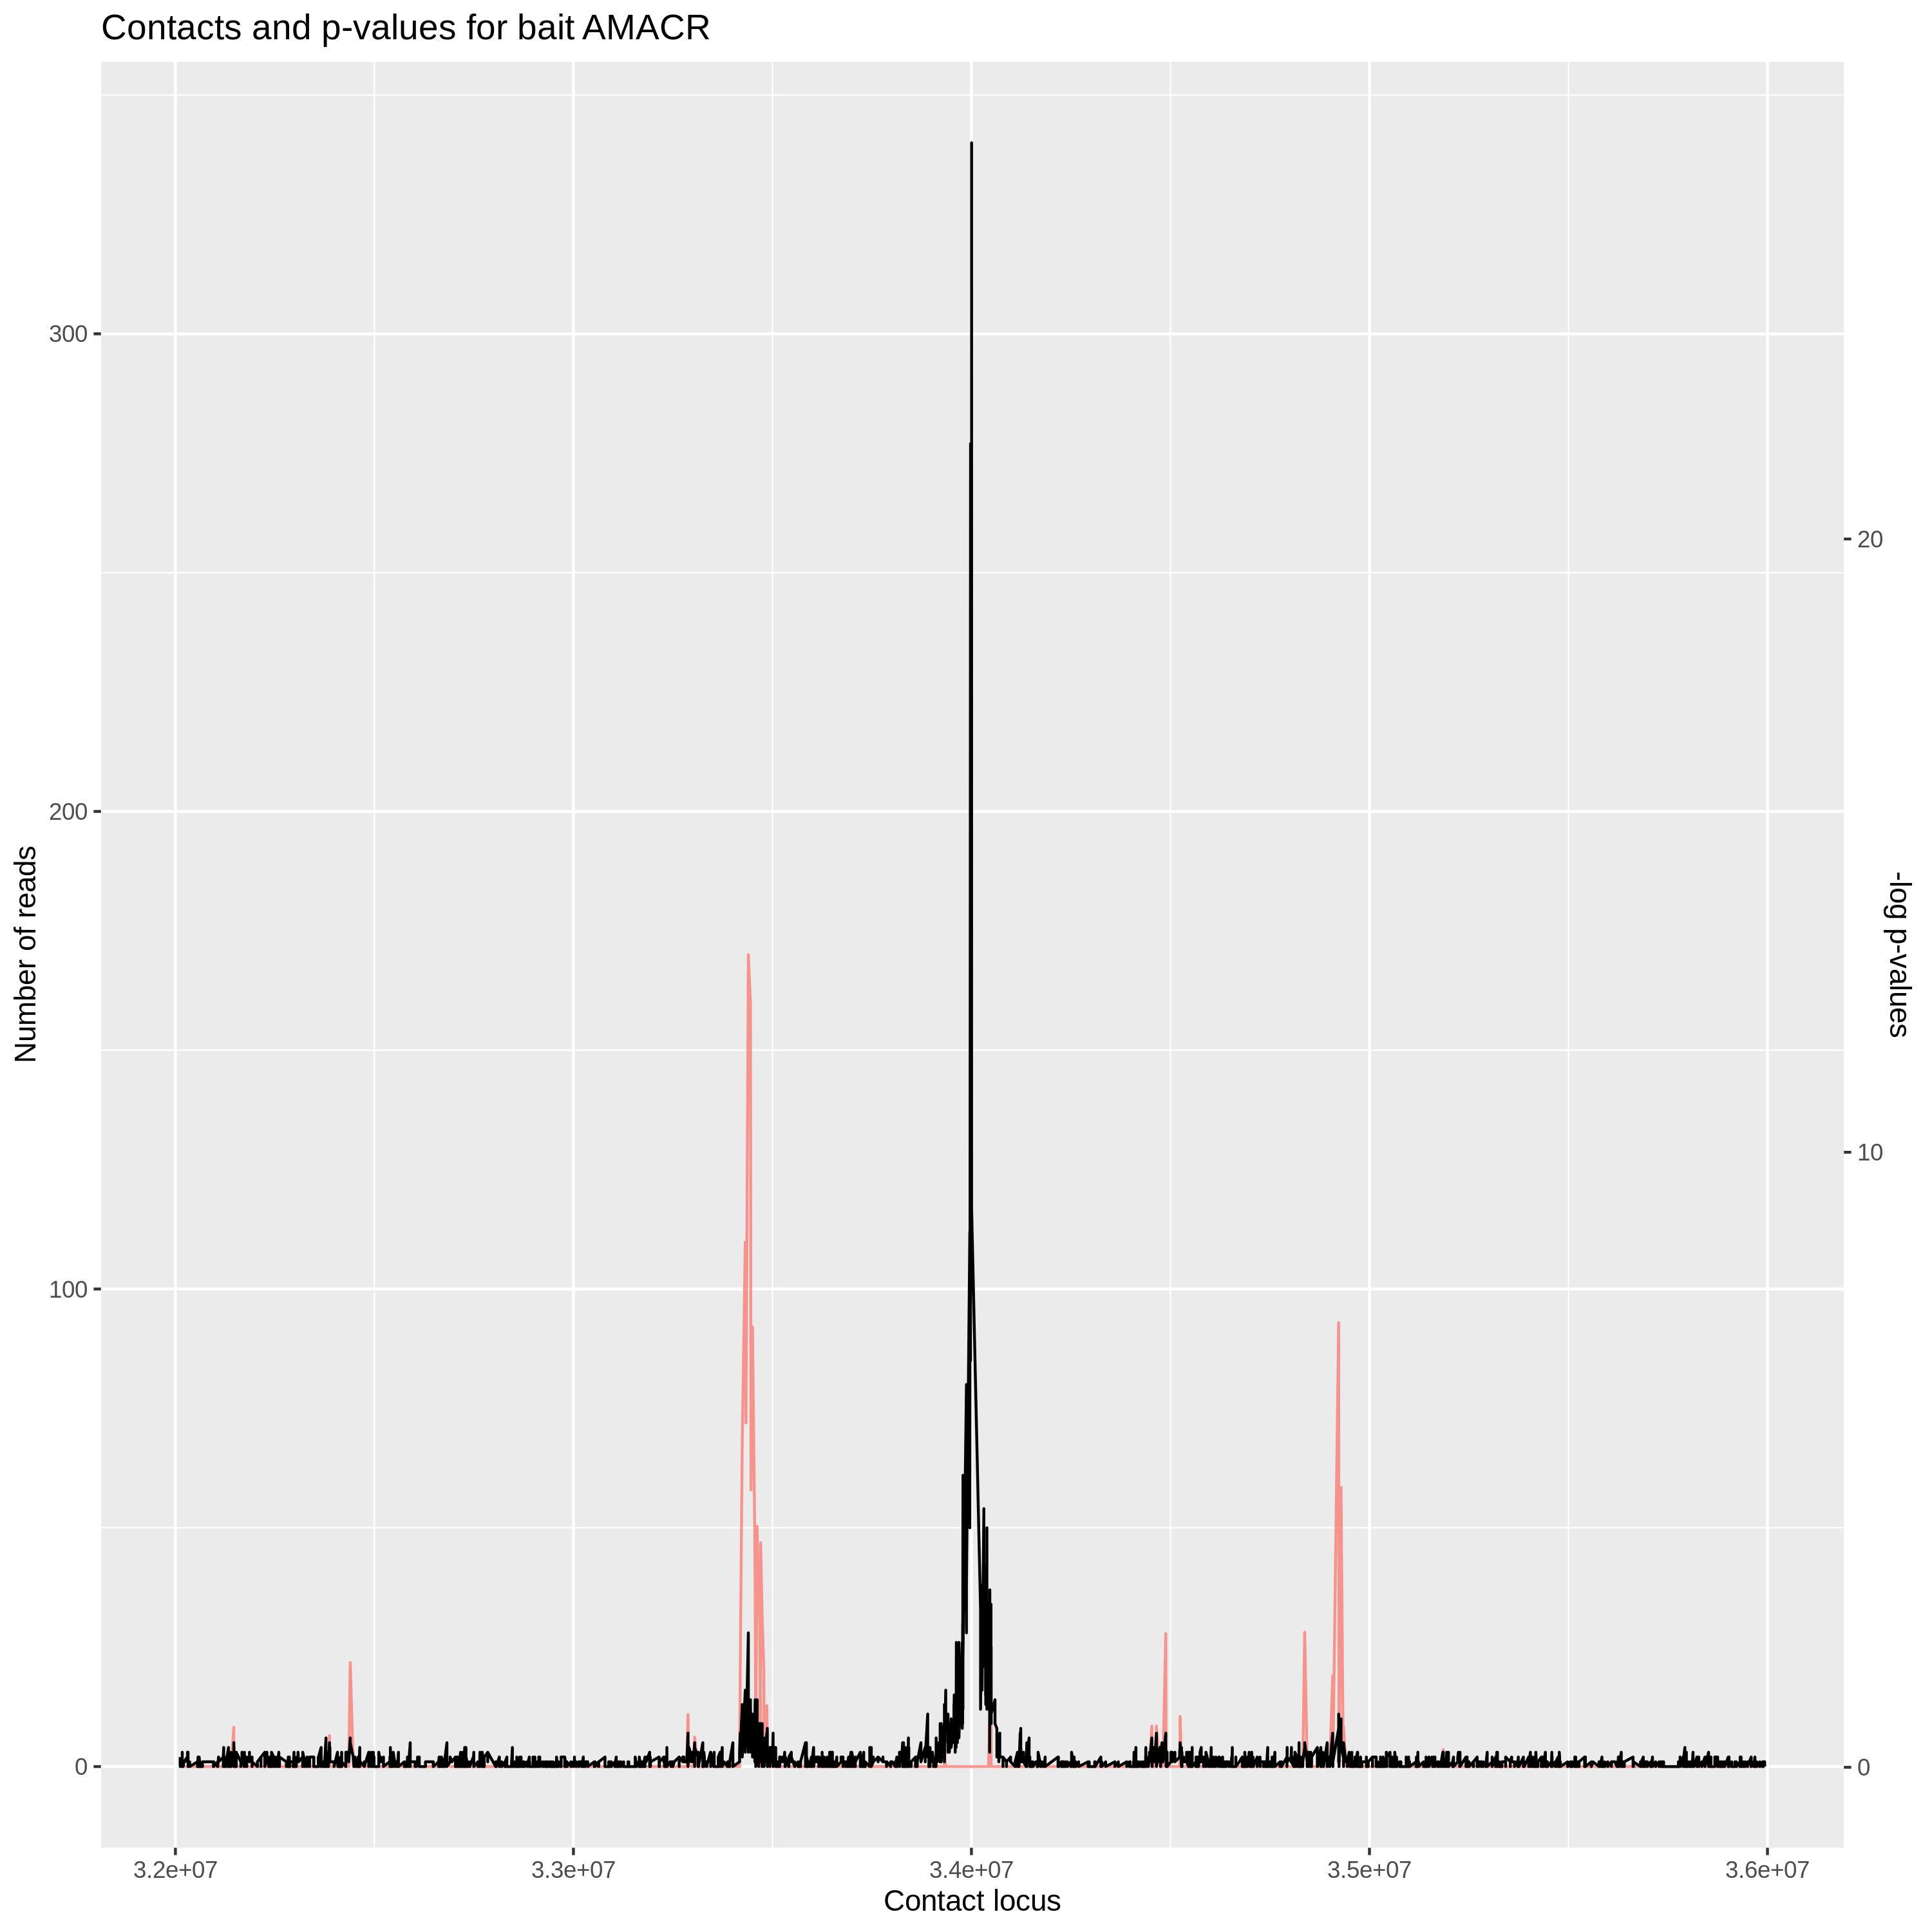 Contacts and p-values for bait AMACR
Number of reads
300
200
100
0
20
10
0
-log p-values
3.2e+07
3.3e+07
3.4e+07
3.5e+07
3.6e+07
Contact locus